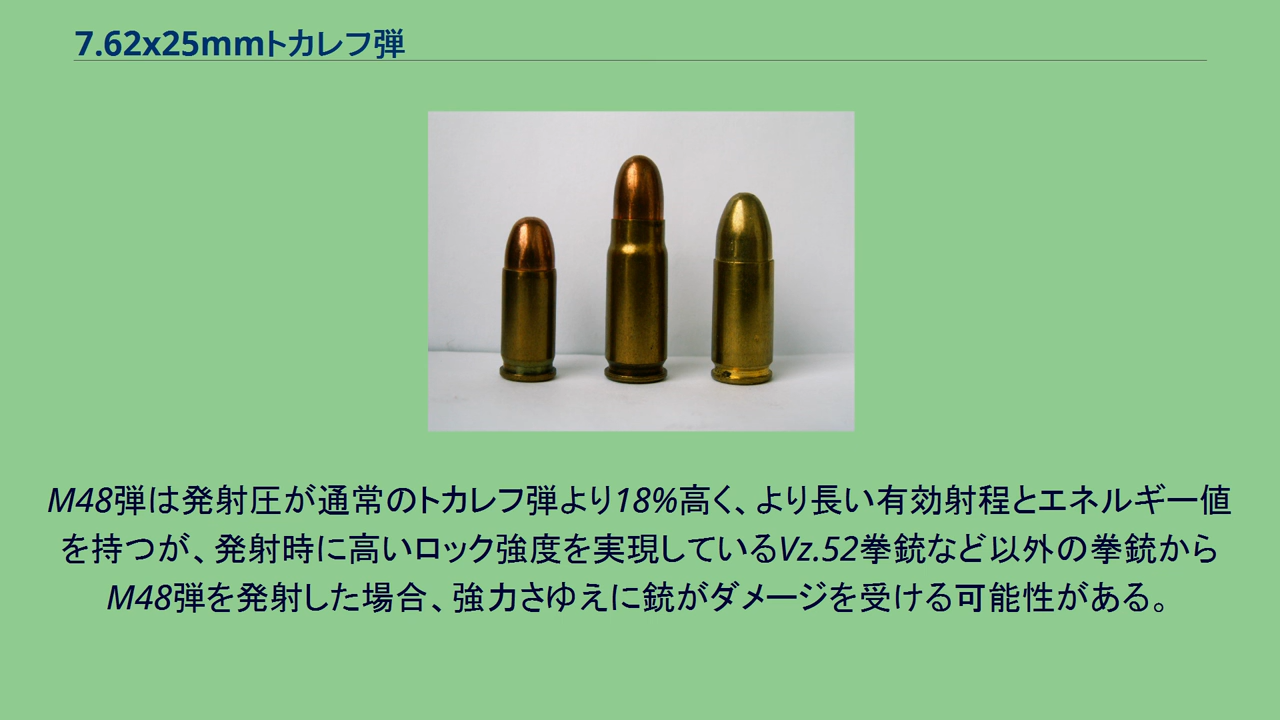 7.62x25mmトカレフ弾
M48弾は発射圧が通常のトカレフ弾より18%高く、より長い有効射程とエネルギー値
を持つが、発射時に高いロック強度を実現しているVz.52拳銃など以外の拳銃から
M48弾を発射した場合、強力さゆえに銃がダメージを受ける可能性がある。